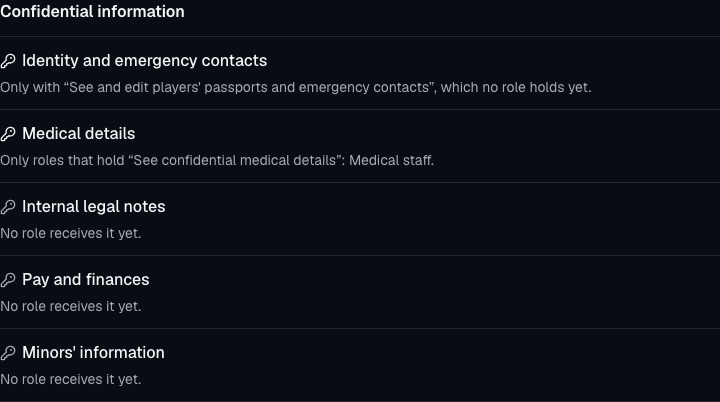 Confidential information
Identity and emergency contacts
Only with “See and edit players' passports and emergency contacts”, which no role holds yet.
Medical details
Only roles that hold “See confidential medical details”: Medical staff.
Internal legal notes
No role receives it yet.
Pay and finances
No role receives it yet.
Minors' information
No role receives it yet.